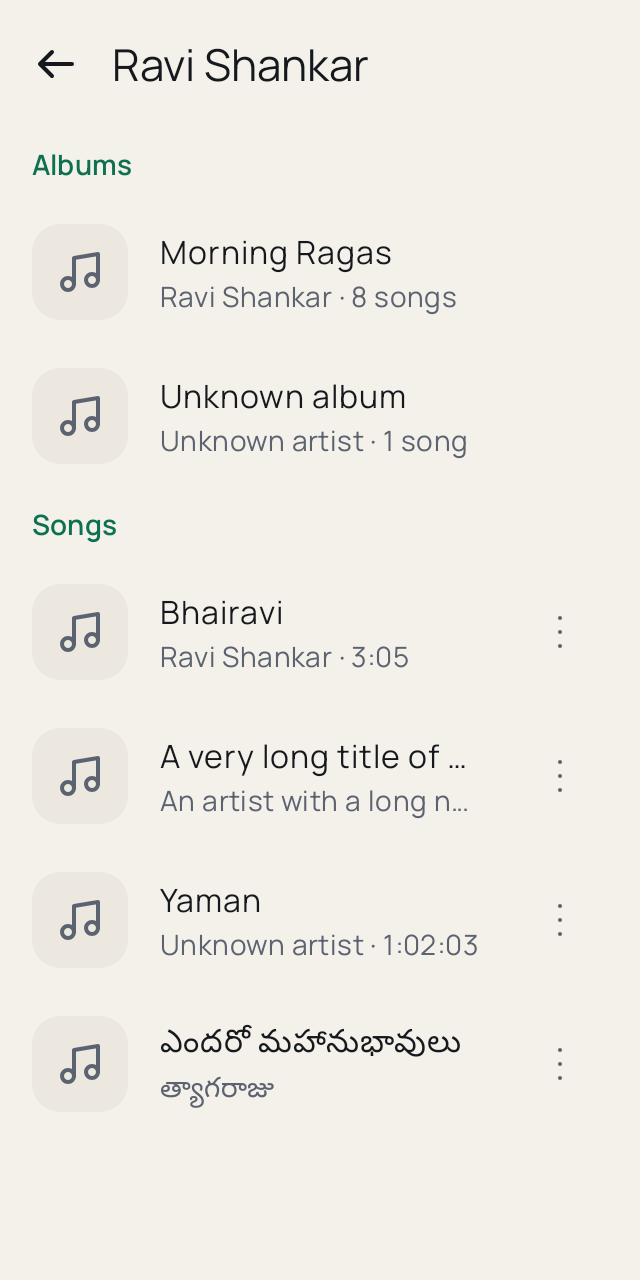 Ravi Shankar
Albums
Morning Ragas
Ravi Shankar · 8 songs
Unknown album
Unknown artist · 1 song
Songs
Bhairavi
Ravi Shankar · 3:05
A very long title of ...
An artist with a long n...
Yaman
Unknown artist · 1:02:03
ఎందరో మహానుభావులు
త్యాగరాజు